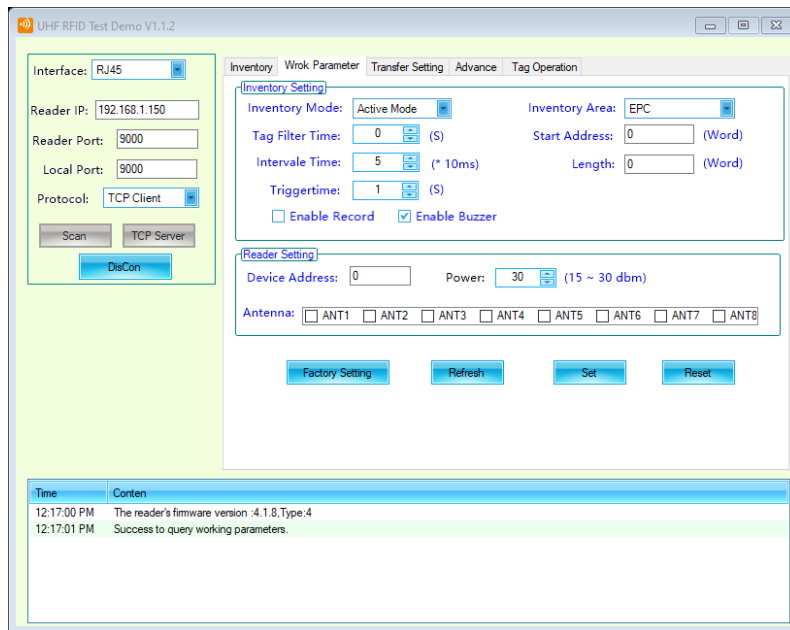 UHF RFID Test Demo V1.1.2
Interface: RJ45
Reader IP: 192.168.1.150
Reader Port: 9000
Local Port: 9000
Protocol: TCP Client
Scan TCP Server
DisCon
Inventory Wrok Parameter Transfer Setting Advance Tag Operation
Inventory Setting
Inventory Mode: Active Mode Inventory Area: EPC
Tag Filter Time: 0 (S) Start Address: 0 (Word)
Intervale Time: 5 (* 10ms) Length: 0 (Word)
Triggertime: 1 (S)
Enable Record Enable Buzzer
Reader Setting
Device Address: 0 Power: 30 (15 ~ 30 dbm)
Antenna: ANT1 ANT2 ANT3 ANT4 ANT5 ANT6 ANT7 ANT8
Factory Setting Refresh Set Reset
Time Conten
12:17:00 PM The reader's firmware version :4.1.8,Type:4
12:17:01 PM Success to query working parameters.